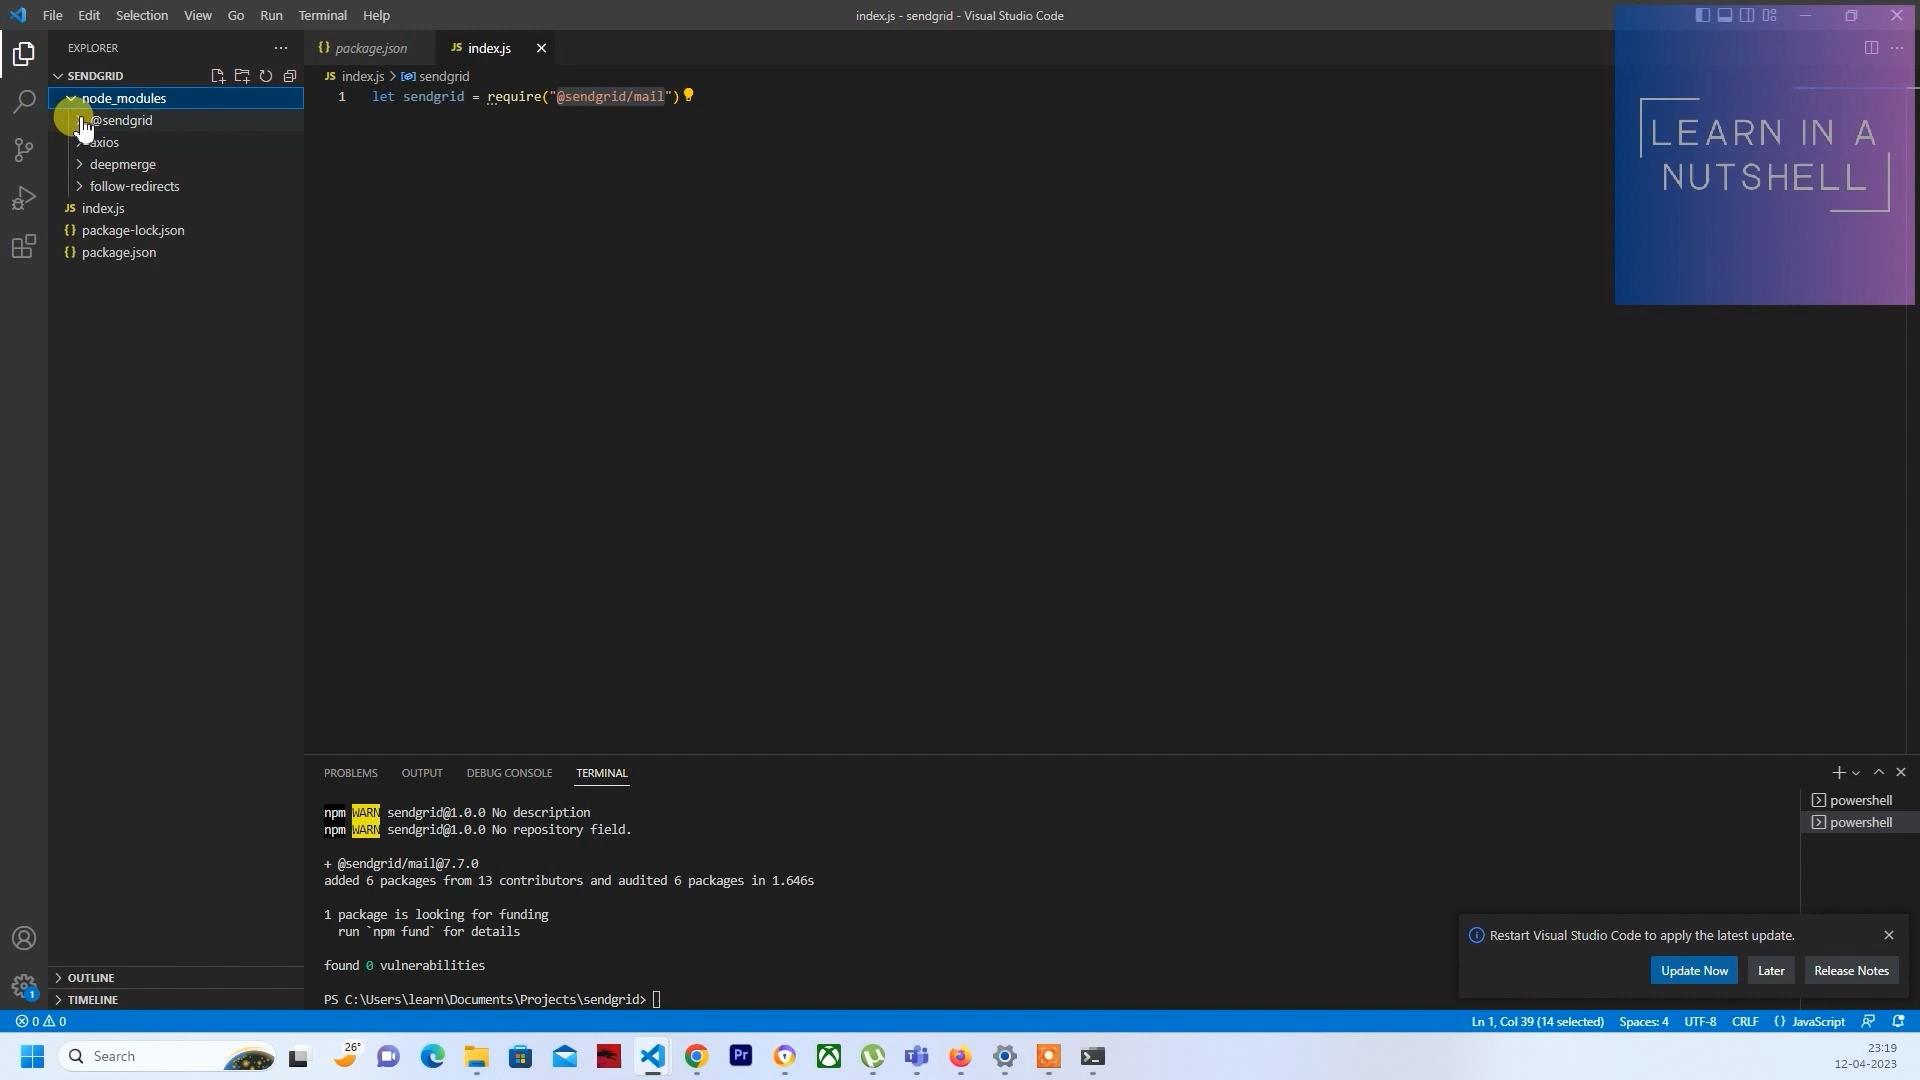 File Edit Selection View Go Run Terminal Help
index.js - sendgrid - Visual Studio Code
EXPLORER
SENDGRID
node_modules
@sendgrid
axios
deepmerge
follow-redirects
JS index.js
{} package-lock.json
{} package.json
OUTLINE
TIMELINE
{} package.json
JS index.js
JS index.js > sendgrid
1 let sendgrid = require("@sendgrid/mail")
LEARN IN A
NUTSHELL
PROBLEMS OUTPUT DEBUG CONSOLE TERMINAL
npm WARN sendgrid@1.0.0 No description
npm WARN sendgrid@1.0.0 No repository field.
+ @sendgrid/mail@7.7.0
added 6 packages from 13 contributors and audited 6 packages in 1.646s
1 package is looking for funding
run `npm fund` for details
found 0 vulnerabilities
PS C:\Users\learn\Documents\Projects\sendgrid>
powershell
powershell
Restart Visual Studio Code to apply the latest update.
Update Now Later Release Notes
1
0 0
Ln 1, Col 39 (14 selected) Spaces: 4 UTF-8 CRLF {} JavaScript
Search
26°
Pr
23:19
12-04-2023